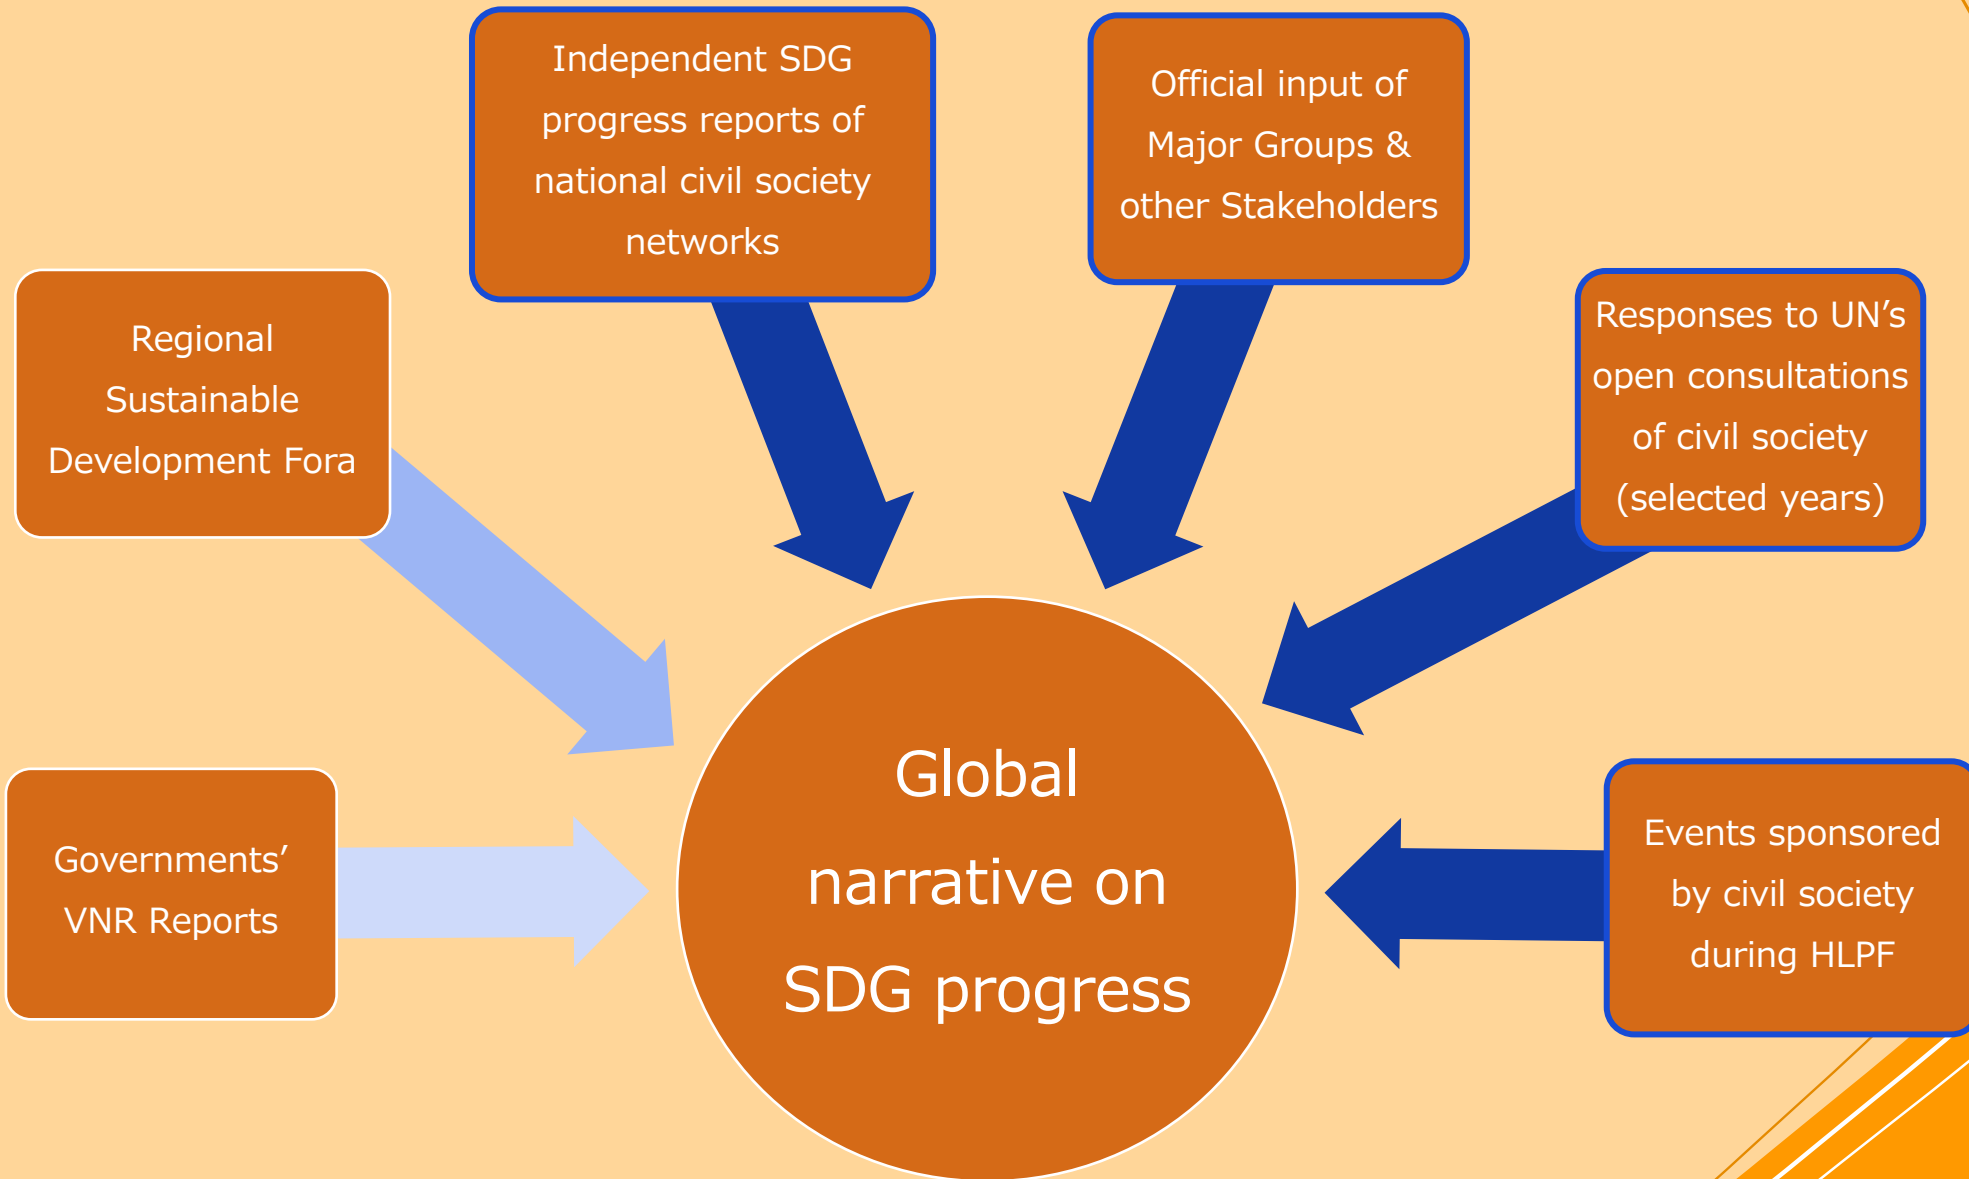 Independent SDG
progress reports of
national civil society
networks
Official input of
Major Groups &
other Stakeholders
Regional
Sustainable
Development Fora
Responses to UN’s
open consultations
of civil society
(selected years)
Governments’
VNR Reports
Global
narrative on
SDG progress
Events sponsored
by civil society
during HLPF